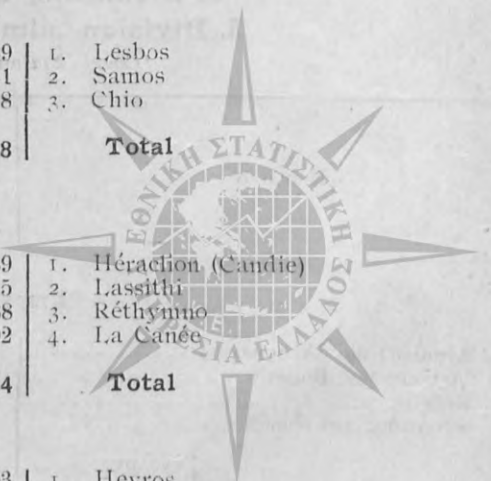 9 | 1. Lesbos
1 | 2. Samos
8 | 3. Chio
8 | Total
ΕΘΝΙΚΗ ΣΤΑΤΙΣΤΙΚΗ
9 | 1. Héraclion (Candie)
5 | 2. Lassithi
8 | 3. Réthymno
2 | 4. La Canée
ΕΛΛΑΔΟΣ
4 | Total
3 | 1. Hevros